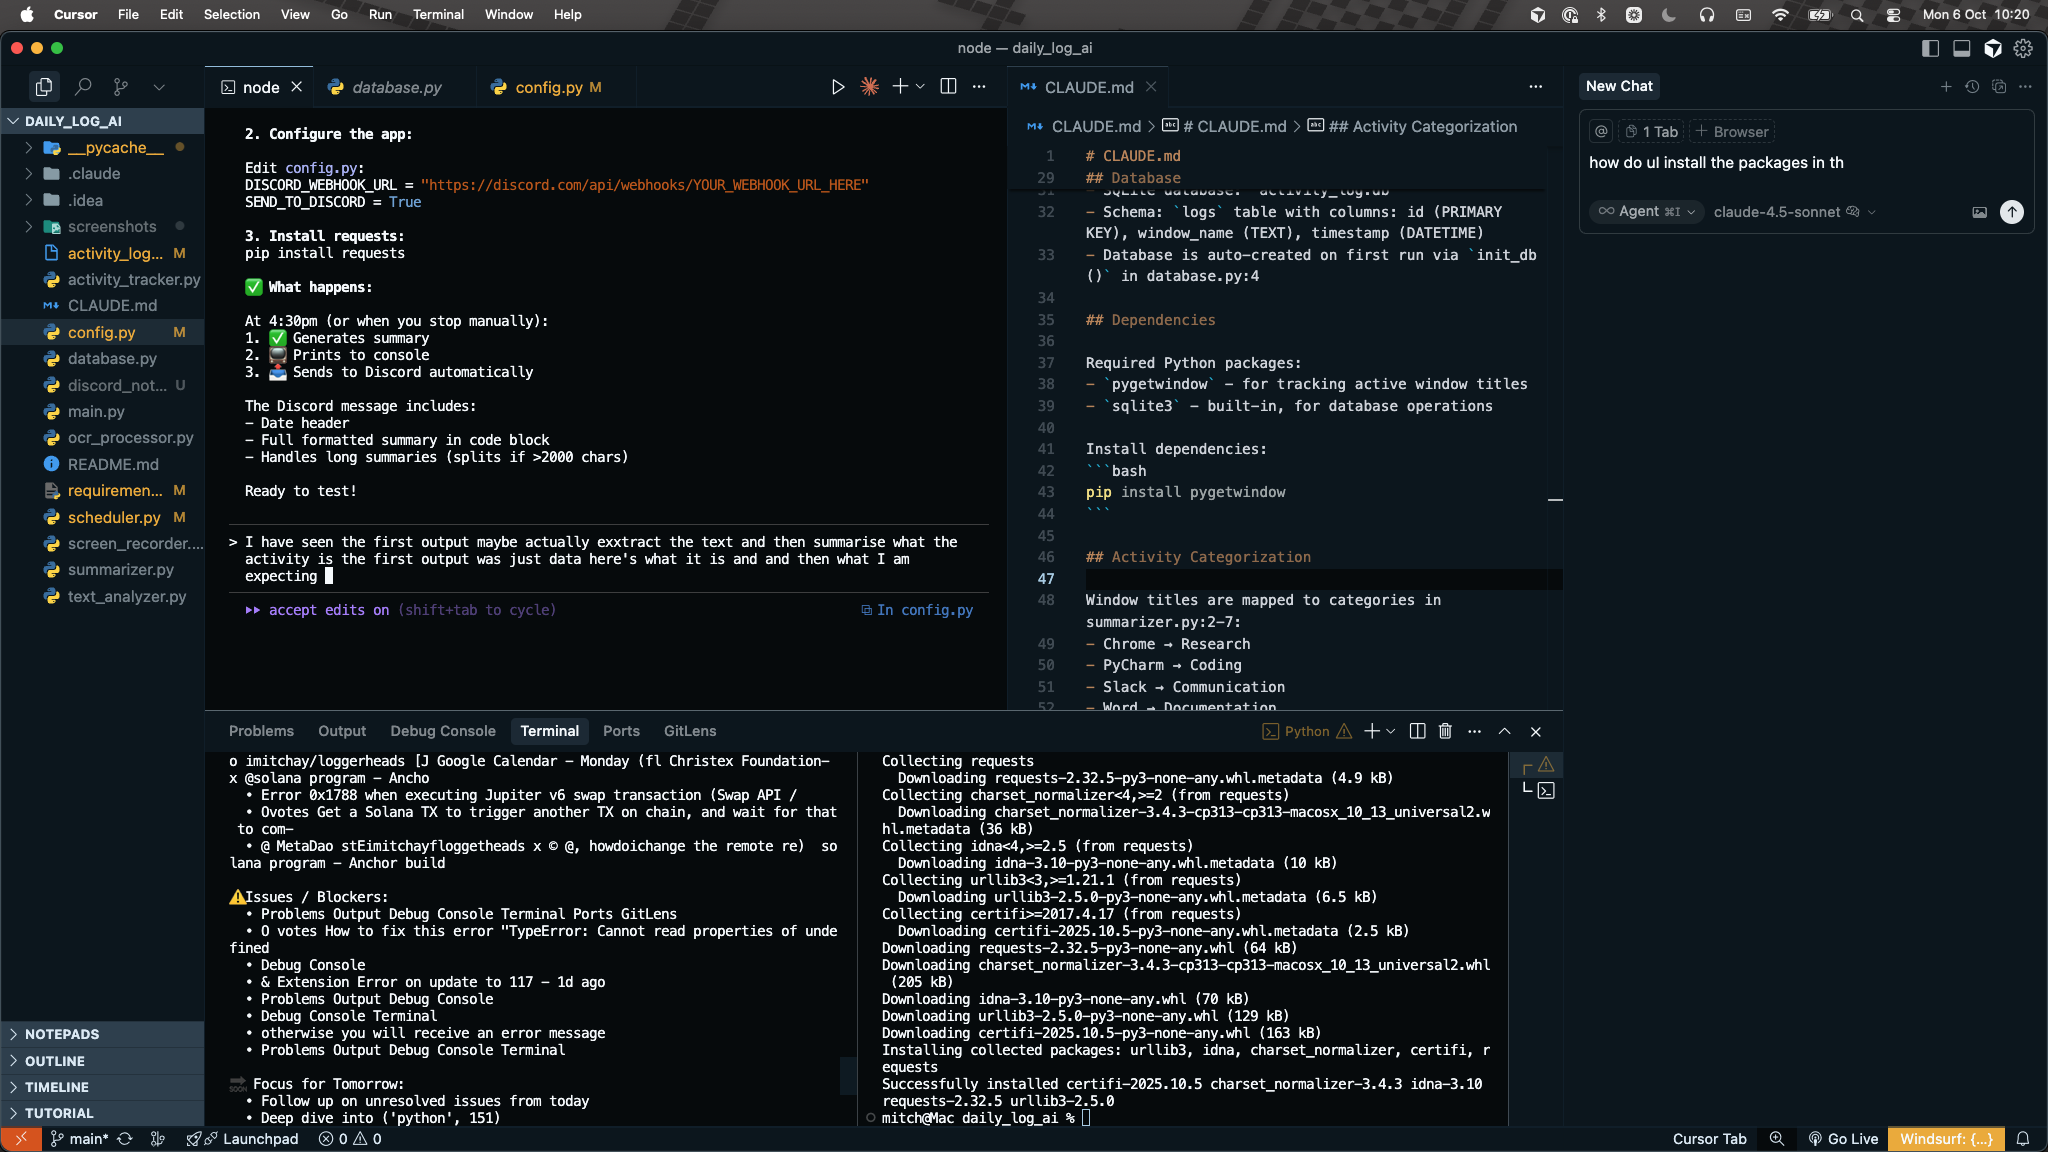 Cursor File Edit Selection View Go Run Terminal Window Help
Mon 6 Oct 10:20
node — daily_log_ai
node
database.py
config.py M
CLAUDE.md
New Chat
DAILY_LOG_AI
__pycache__
.claude
.idea
screenshots
activity_log... M
activity_tracker.py
CLAUDE.md
config.py M
database.py
discord_not... U
main.py
ocr_processor.py
README.md
requiremen... M
scheduler.py M
screen_recorder....
summarizer.py
text_analyzer.py
NOTEPADS
OUTLINE
TIMELINE
TUTORIAL
2. Configure the app:
Edit config.py:
DISCORD_WEBHOOK_URL = "https://discord.com/api/webhooks/YOUR_WEBHOOK_URL_HERE"
SEND_TO_DISCORD = True
3. Install requests:
pip install requests
✅ What happens:
At 4:30pm (or when you stop manually):
1. ✅ Generates summary
2. Prints to console
3. 📤 Sends to Discord automatically
The Discord message includes:
- Date header
- Full formatted summary in code block
- Handles long summaries (splits if >2000 chars)
Ready to test!
> I have seen the first output maybe actually exxtract the text and then summarise what the
activity is the first output was just data here's what it is and and then what I am
expecting
accept edits on (shift+tab to cycle)
In config.py
CLAUDE.md > # CLAUDE.md > ## Activity Categorization
1 # CLAUDE.md
29 ## Database
31 - SQLite database: `activity_log.db`
32 - Schema: `logs` table with columns: id (PRIMARY
KEY), window_name (TEXT), timestamp (DATETIME)
33 - Database is auto-created on first run via `init_db
()` in database.py:4
34
35 ## Dependencies
36
37 Required Python packages:
38 - `pygetwindow` - for tracking active window titles
39 - `sqlite3` - built-in, for database operations
40
41 Install dependencies:
42 ```bash
43 pip install pygetwindow
44 ```
45
46 ## Activity Categorization
47
48 Window titles are mapped to categories in
summarizer.py:2-7:
49 - Chrome → Research
50 - PyCharm → Coding
51 - Slack → Communication
52 - Word → Documentation
@ 1 Tab + Browser
how do uI install the packages in th
Agent ⌘I
claude-4.5-sonnet
Problems Output Debug Console Terminal Ports GitLens
Python
o imitchay/loggerheads [J Google Calendar - Monday (fl Christex Foundation-
x @solana program - Ancho
• Error 0x1788 when executing Jupiter v6 swap transaction (Swap API /
• Ovotes Get a Solana TX to trigger another TX on chain, and wait for that
to com-
• @ MetaDao stEimitchayfloggetheads x © @, howdoichange the remote re) so
lana program - Anchor build
⚠️Issues / Blockers:
• Problems Output Debug Console Terminal Ports GitLens
• O votes How to fix this error "TypeError: Cannot read properties of unde
fined
• Debug Console
• & Extension Error on update to 117 - 1d ago
• Problems Output Debug Console
• Debug Console Terminal
• otherwise you will receive an error message
• Problems Output Debug Console Terminal
🔜 Focus for Tomorrow:
• Follow up on unresolved issues from today
• Deep dive into ('python', 151)
Collecting requests
Downloading requests-2.32.5-py3-none-any.whl.metadata (4.9 kB)
Collecting charset_normalizer<4,>=2 (from requests)
Downloading charset_normalizer-3.4.3-cp313-cp313-macosx_10_13_universal2.w
hl.metadata (36 kB)
Collecting idna<4,>=2.5 (from requests)
Downloading idna-3.10-py3-none-any.whl.metadata (10 kB)
Collecting urllib3<3,>=1.21.1 (from requests)
Downloading urllib3-2.5.0-py3-none-any.whl.metadata (6.5 kB)
Collecting certifi>=2017.4.17 (from requests)
Downloading certifi-2025.10.5-py3-none-any.whl.metadata (2.5 kB)
Downloading requests-2.32.5-py3-none-any.whl (64 kB)
Downloading charset_normalizer-3.4.3-cp313-cp313-macosx_10_13_universal2.whl
(205 kB)
Downloading idna-3.10-py3-none-any.whl (70 kB)
Downloading urllib3-2.5.0-py3-none-any.whl (129 kB)
Downloading certifi-2025.10.5-py3-none-any.whl (163 kB)
Installing collected packages: urllib3, idna, charset_normalizer, certifi, r
equests
Successfully installed certifi-2025.10.5 charset_normalizer-3.4.3 idna-3.10
requests-2.32.5 urllib3-2.5.0
mitch@Mac daily_log_ai %
main* Launchpad 0 0
Cursor Tab Go Live Windsurf: {...}